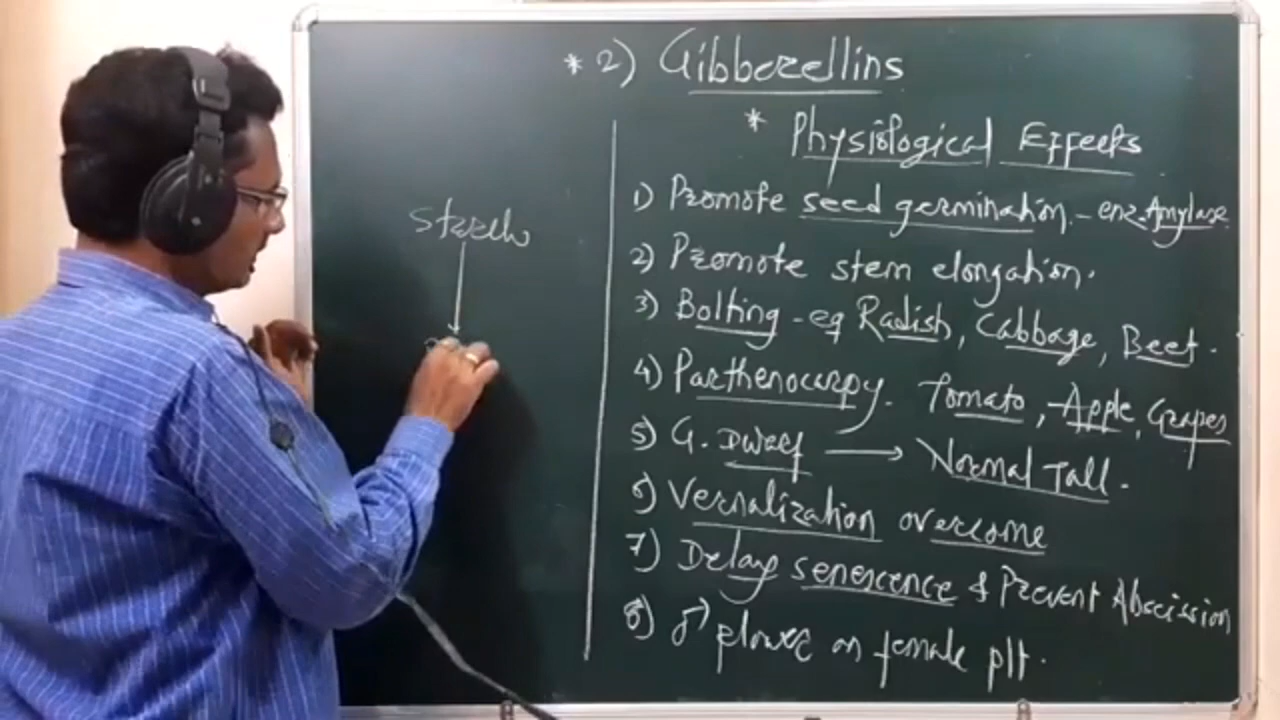 * 2) Gibberellins
* Physiological Effects
1) Promote seed germination. - enz. Amylase
2) Promote stem elongation.
3) Bolting - eg Radish, Cabbage, Beet.
4) Parthenocarpy. Tomato, Apple, Grapes
5) G. Dwarf → Normal Tall.
6) Vernalization overcome
7) Delay senescence & Prevent Abscission
8) ♂ flower on female plt.
Starch
↓